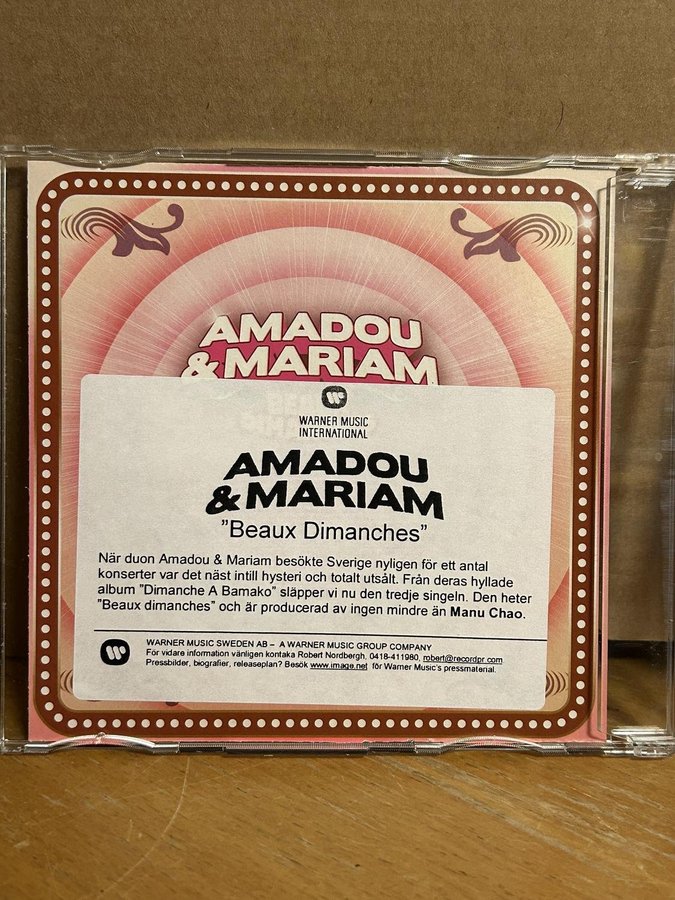 AMADOU
& MARIAM
WARNER MUSIC
INTERNATIONAL
AMADOU
& MARIAM
"Beaux Dimanches"
När duon Amadou & Mariam besökte Sverige nyligen för ett antal
konserter var det näst intill hysteri och totalt utsålt. Från deras hyllade
album "Dimanche A Bamako" släpper vi nu den tredje singeln. Den heter
"Beaux dimanches" och är producerad av ingen mindre än Manu Chao.
WARNER MUSIC SWEDEN AB – A WARNER MUSIC GROUP COMPANY
För vidare information vänligen kontaka Robert Nordbergh, 0418-411980, robert@recordpr.com
Pressbilder, biografier, releaseplan? Besök www.image.net för Warner Music's pressmaterial.